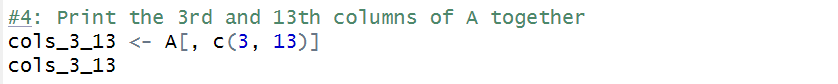 #4: Print the 3rd and 13th columns of A together
cols_3_13 <- A[, c(3, 13)]
cols_3_13